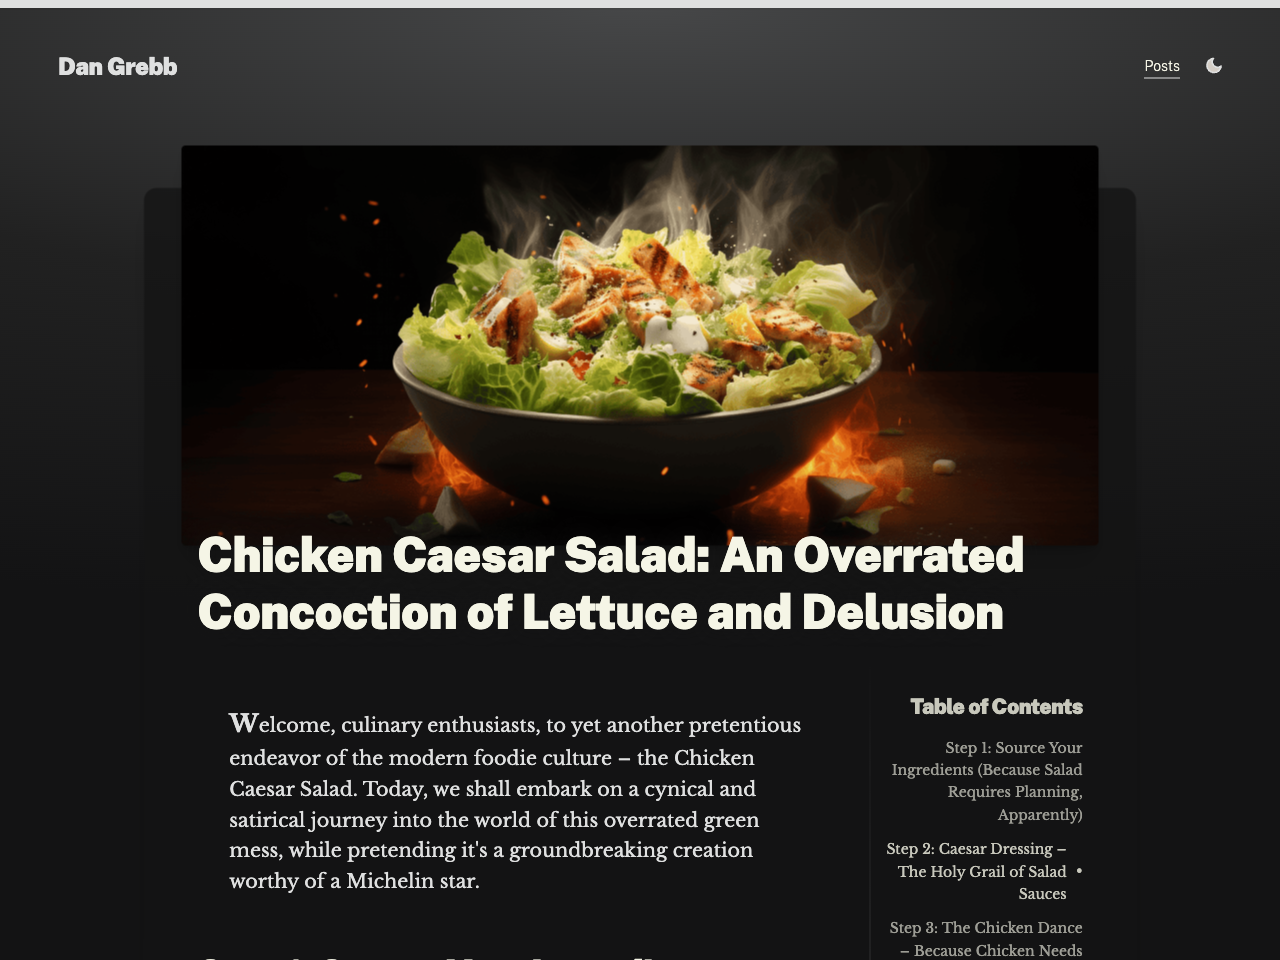 Dan Grebb
Posts
Chicken Caesar Salad: An Overrated
Concoction of Lettuce and Delusion
Welcome, culinary enthusiasts, to yet another pretentious
endeavor of the modern foodie culture – the Chicken
Caesar Salad. Today, we shall embark on a cynical and
satirical journey into the world of this overrated green
mess, while pretending it's a groundbreaking creation
worthy of a Michelin star.
Table of Contents
Step 1: Source Your
Ingredients (Because Salad
Requires Planning,
Apparently)
Step 2: Caesar Dressing –
The Holy Grail of Salad •
Sauces
Step 3: The Chicken Dance
– Because Chicken Needs